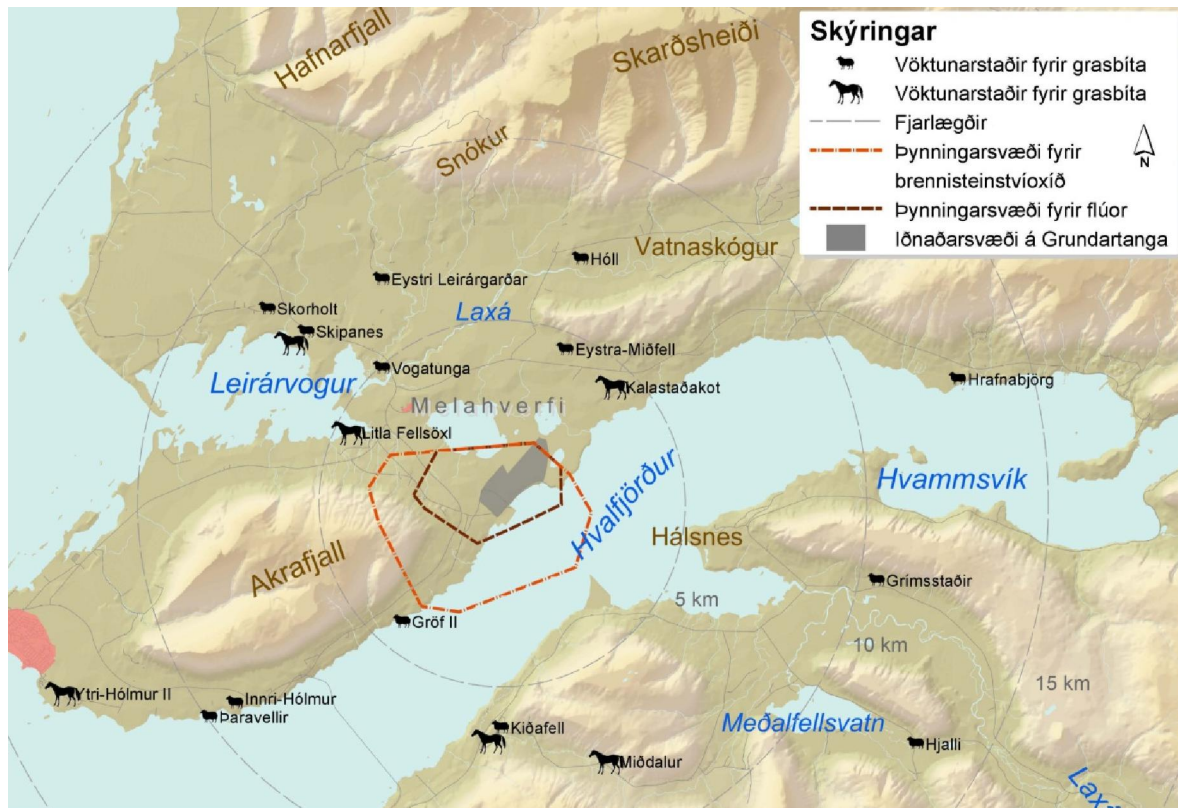 Skýringar
Vöktunarstaðir fyrir grasbíta
Vöktunarstaðir fyrir grasbíta
Fjarlægðir
Þynningarsvæði fyrir
brennisteinstvíoxíð
Þynningarsvæði fyrir flúor
Iðnaðarsvæði á Grundartanga
N
Hafnarfjall
Skarðsheiði
Snókur
Vatnaskógur
Hóll
Eystri Leirárgarðar
Skorholt
Laxá
Skipanes
Eystra-Miðfell
Vogatunga
Leirárvogur
Kalastaðakot
Hrafnabjörg
Melahverfi
Litla Fellsöxl
Hvalfjörður
Hvammsvík
Hálsnes
Akrafjall
Grímsstaðir
5 km
Gröf II
10 km
15 km
Ytri-Hólmur II
Innri-Hólmur
Þaravellir
Kiðafell
Meðalfellsvatn
Hjalli
Miðdalur
Laxá